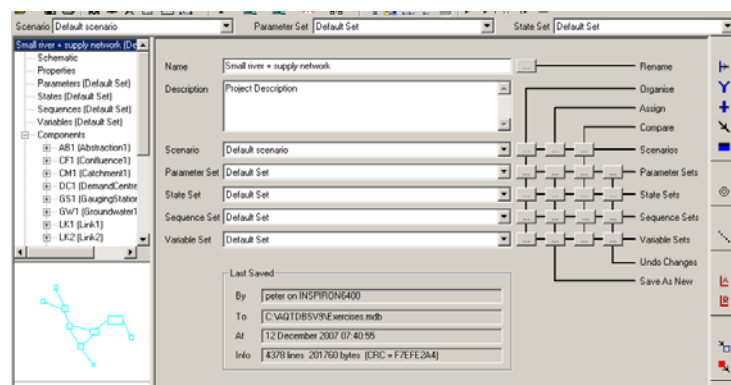 Scenario Default scenario Parameter Set Default Set State Set Default Set
Small river + supply network (De
Schematic
Properties
Parameters (Default Set)
States (Default Set)
Sequences (Default Set)
Variables (Default Set)
Components
AB1 (Abstraction1)
CF1 (Confluence1)
CM1 (Catchment1)
DC1 (DemandCentre
GS1 (GaugingStation
GW1 (Groundwater1
LK1 (Link1)
LK2 (Link2)
Name Small river + supply network ... Rename
Description Project Description Organise
Assign
Compare
Scenario Default scenario ... ... ... Scenarios
Parameter Set Default Set ... ... ... ... Parameter Sets
State Set Default Set ... ... ... ... State Sets
Sequence Set Default Set ... ... ... ... Sequence Sets
Variable Set Default Set ... ... ... ... Variable Sets
Undo Changes
Save As New
Last Saved
By peter on INSPIRON6400
To C:\AQTDBSV9\Exercises.mdb
At 12 December 2007 07:40:55
Info 4378 lines 201760 bytes (CRC = F7EFE2A4)